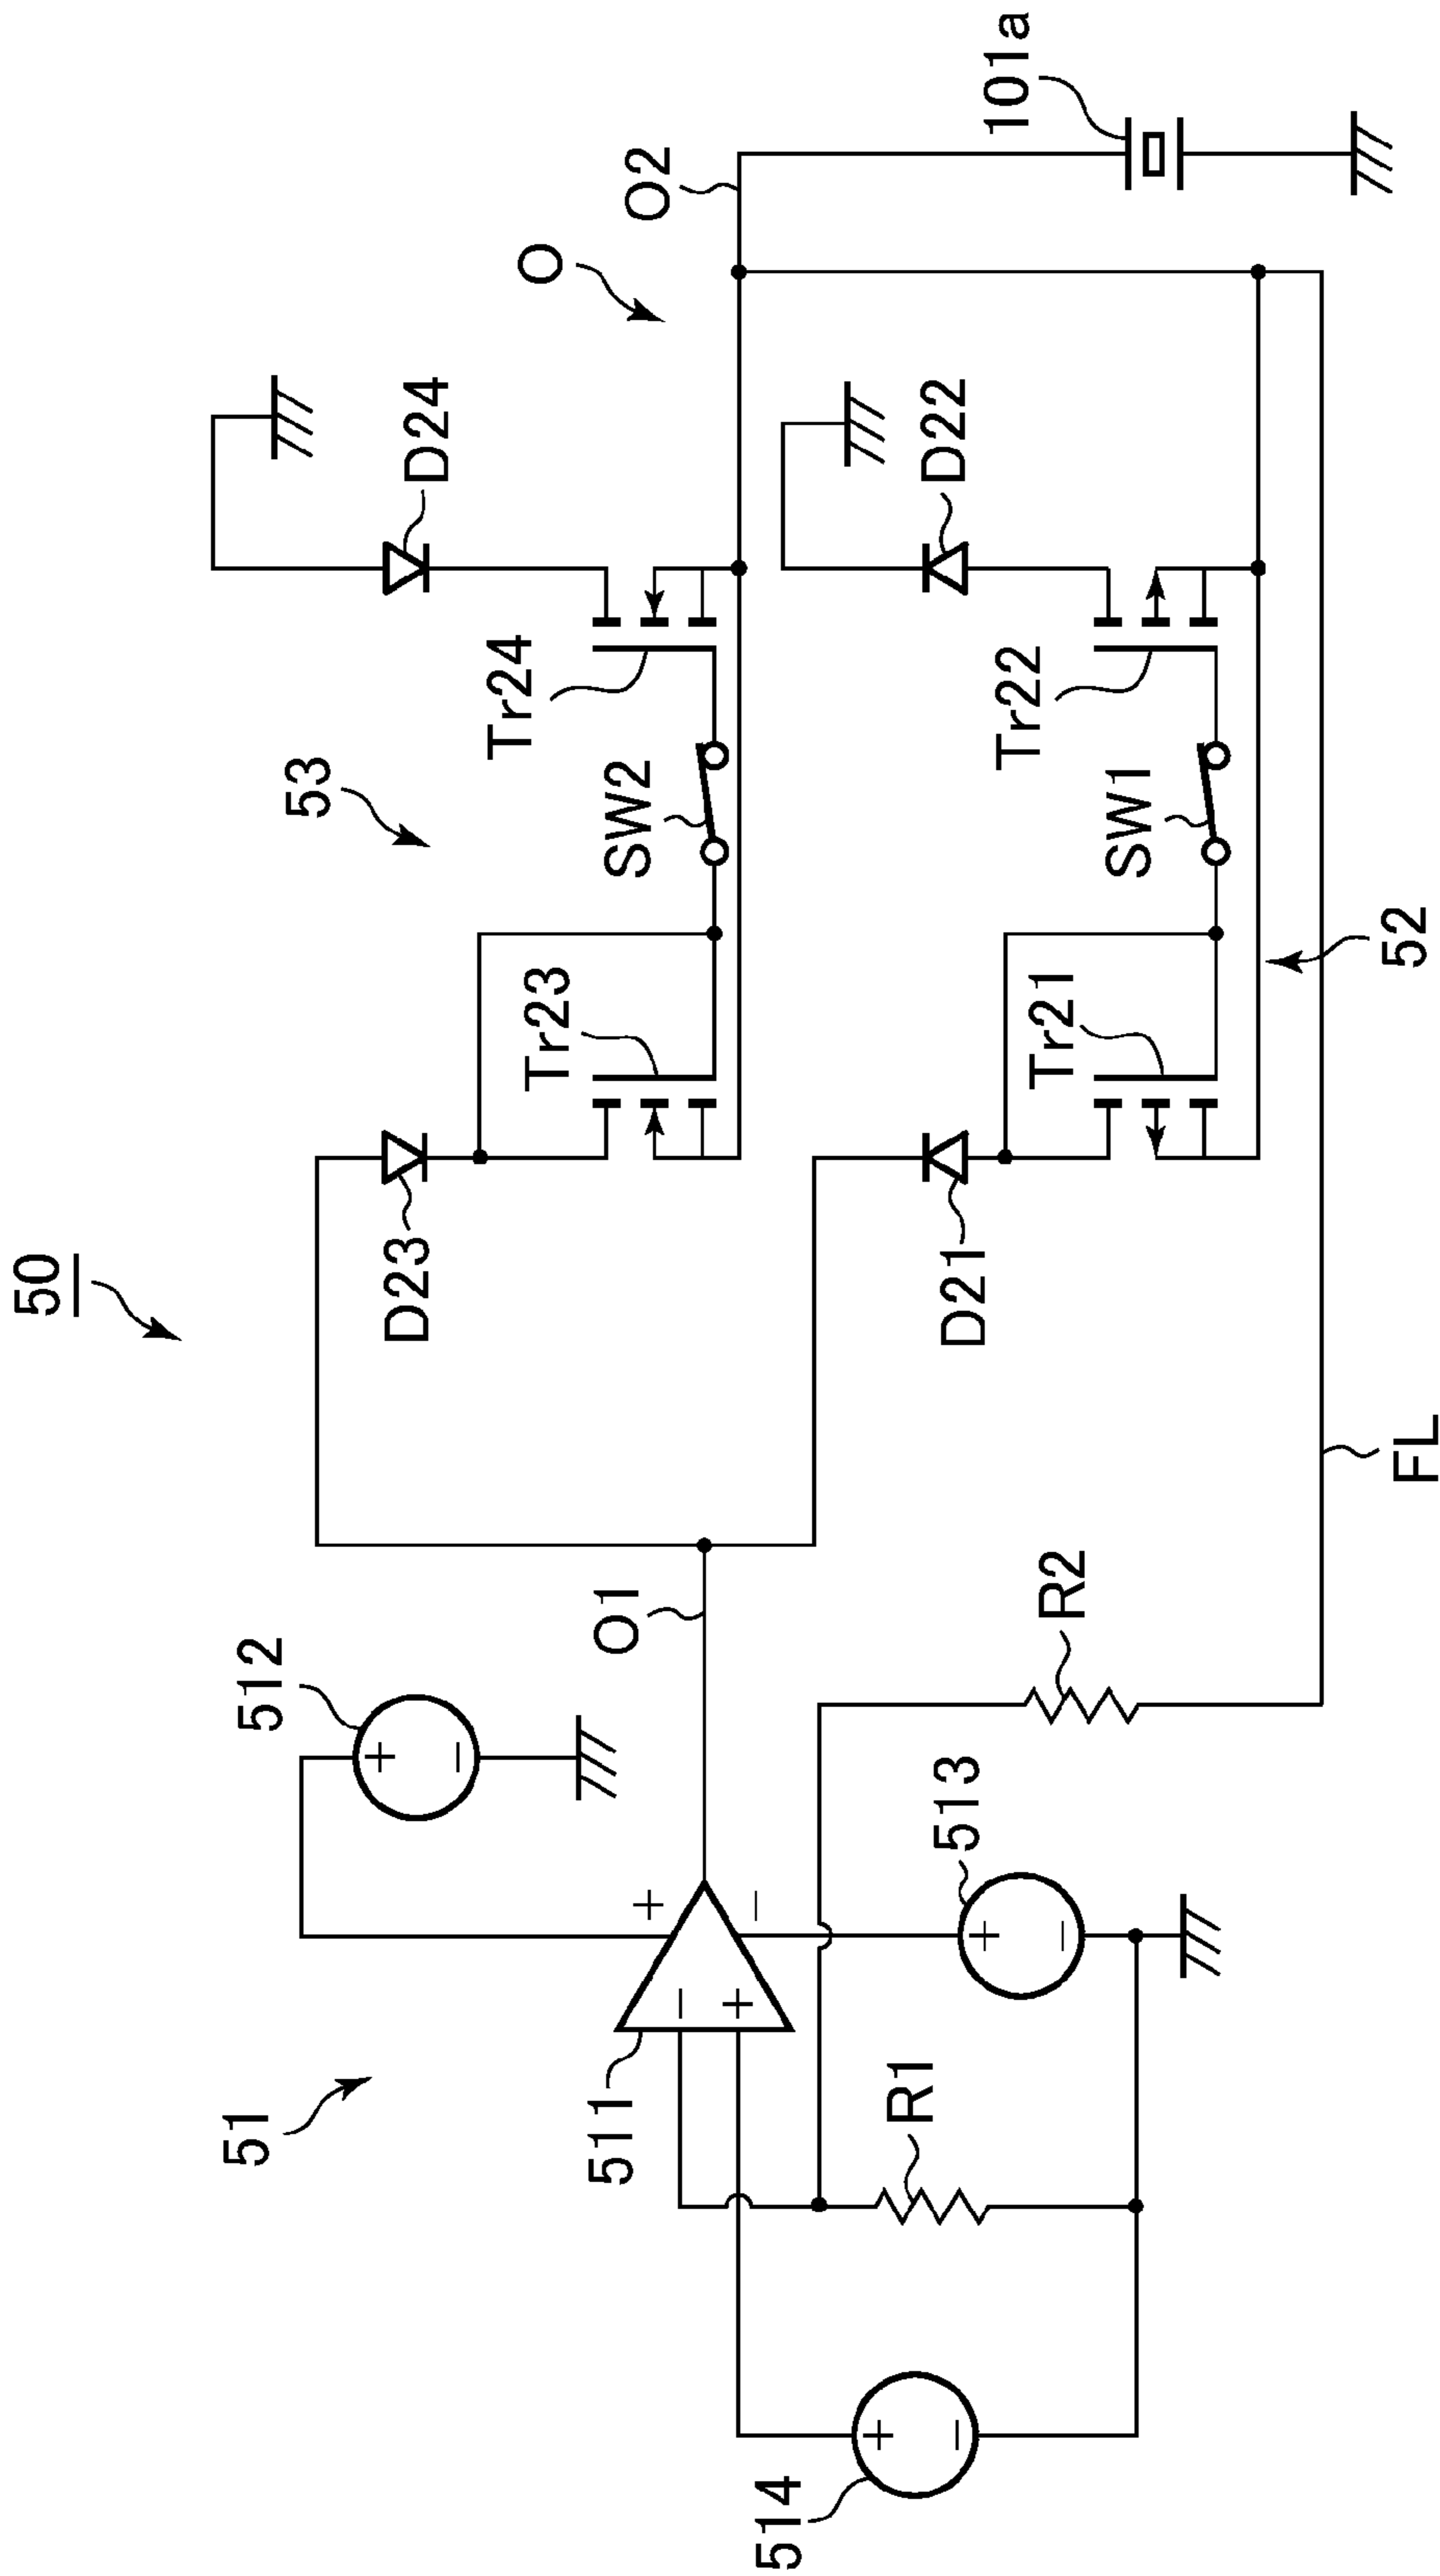 50
51
511
512
513
514
R1
R2
O1
FL
D23
D21
Tr23
Tr21
53
52
SW2
SW1
Tr24
Tr22
D24
D22
O
O2
101a
+
−
+
−
+
−
+
−
+
−